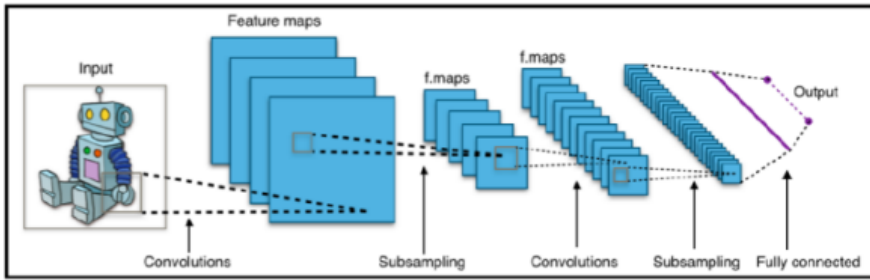 Feature maps
Input
f.maps
f.maps
Output
Convolutions
Subsampling
Convolutions
Subsampling
Fully connected